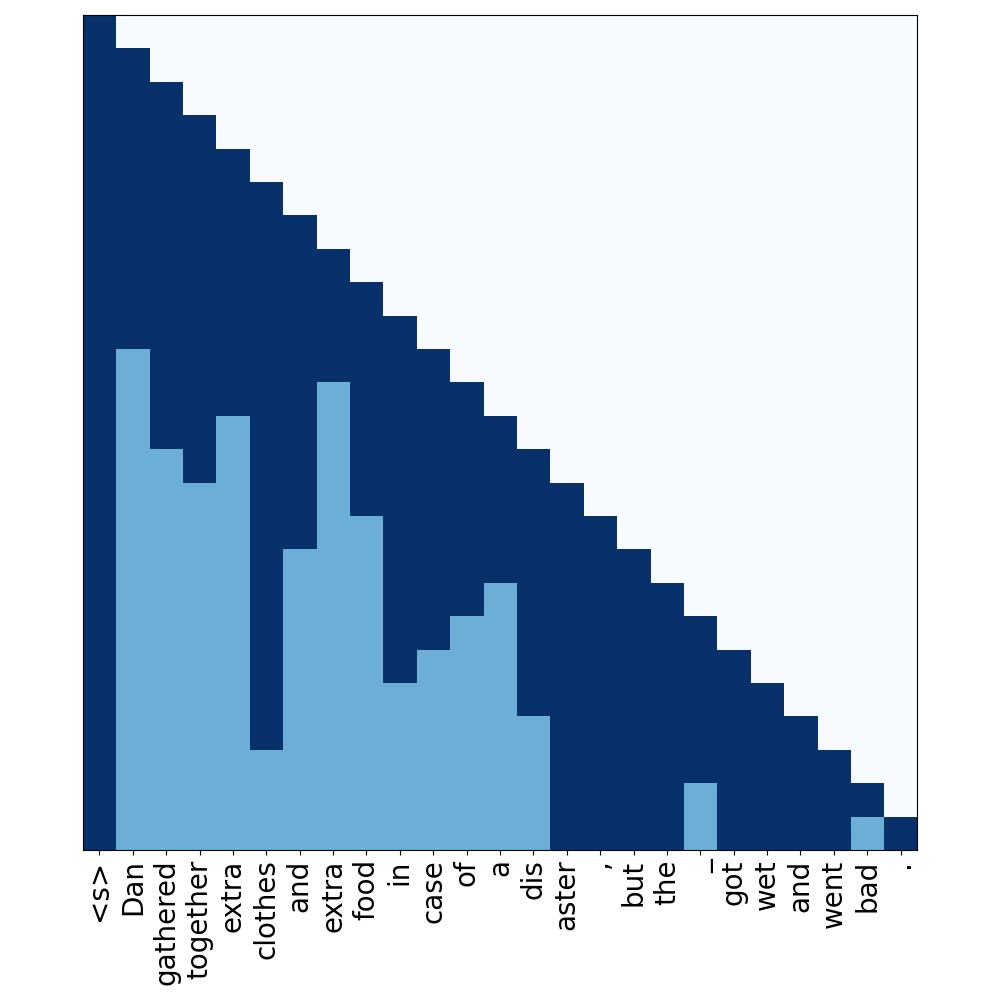 <s> Dan gathered together extra clothes and extra food in case of a dis aster , but the _ got wet and went bad .